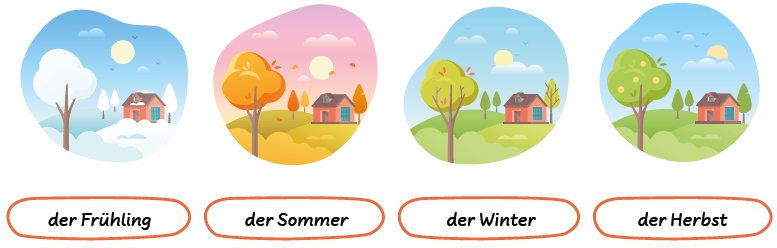 der Frühling
der Sommer
der Winter
der Herbst